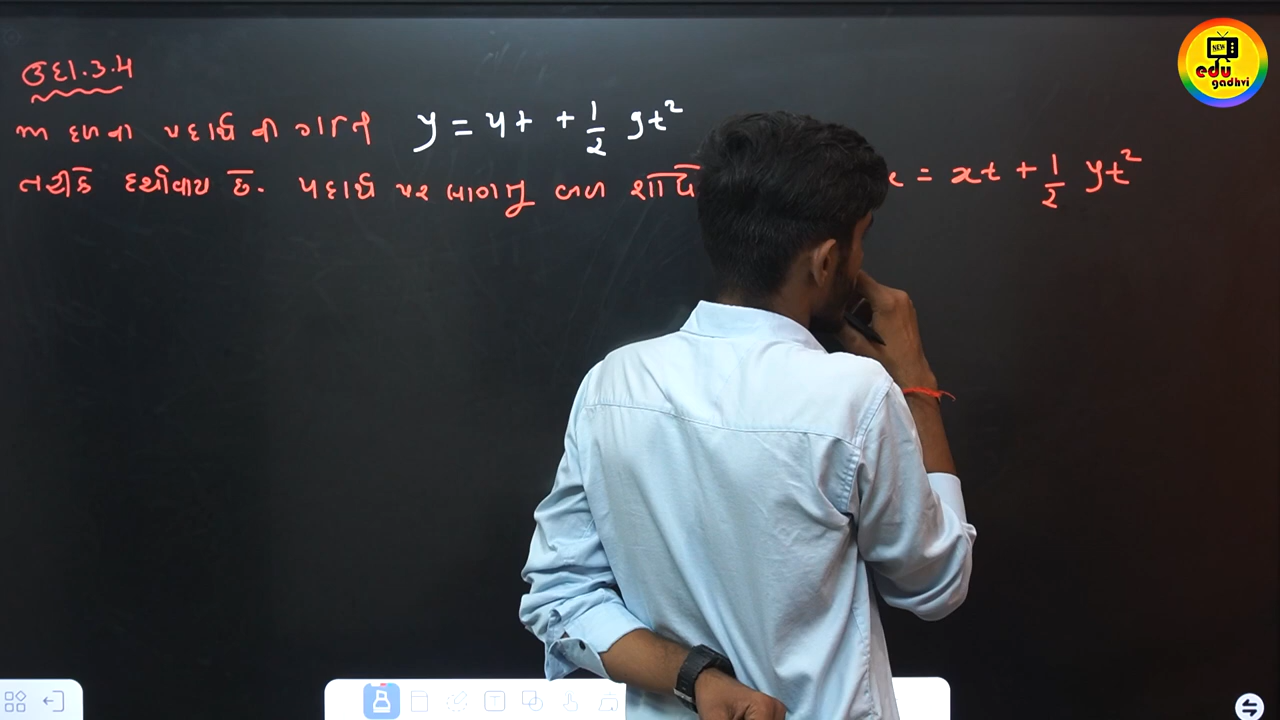 ઉદા.3.4
m દળના પદાર્થની ગતિ y = ut + 1/2 gt²
તરીકે દર્શાવાય છે. પદાર્થ પર લાગતું બળ શોધ = xt + 1/2 yt²
NEW
edu
gadhvi